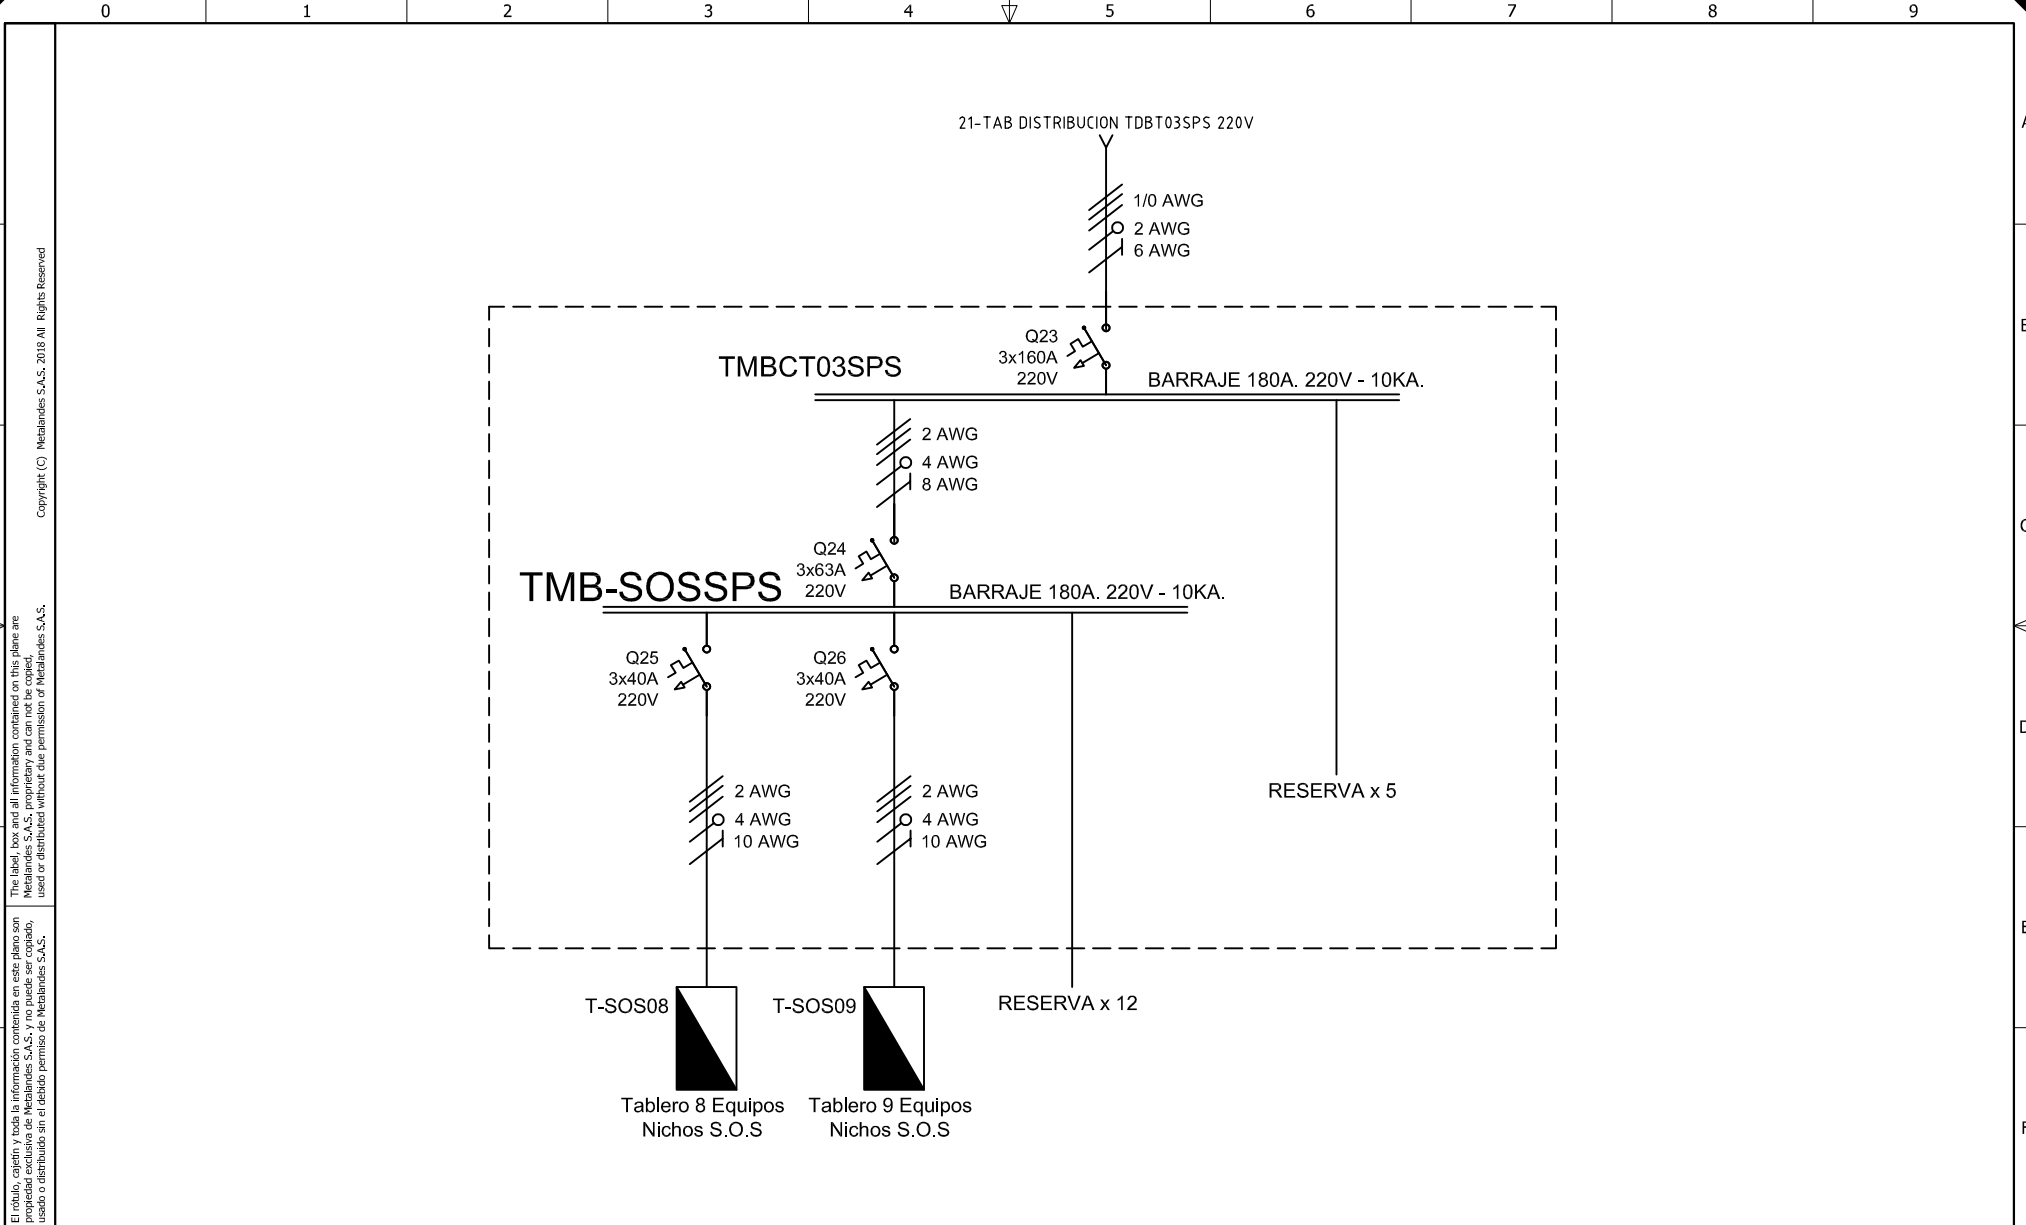 0 1 2 3 4 5 6 7 8 9
21-TAB DISTRIBUCION TDBT03SPS 220V
A
1/0 AWG
2 AWG
6 AWG
Q23
3x160A
220V
TMBCT03SPS
BARRAJE 180A. 220V - 10KA.
2 AWG
4 AWG
8 AWG
Q24
3x63A
220V
TMB-SOSSPS
BARRAJE 180A. 220V - 10KA.
Q25
3x40A
220V
Q26
3x40A
220V
D
2 AWG
4 AWG
10 AWG
2 AWG
4 AWG
10 AWG
RESERVA x 5
T-SOS08
T-SOS09
RESERVA x 12
Tablero 8 Equipos
Nichos S.O.S
Tablero 9 Equipos
Nichos S.O.S
Copyright (C) Metalandes S.A.S. 2018 All Rights Reserved
The label, box and all information contained on this plane are
Metalandes S.A.S. proprietary and can not be copied,
used or distributed without due permission of Metalandes S.A.S.
El rótulo, cajetín y toda la información contenida en este plano son
propiedad exclusiva de Metalandes S.A.S. y no puede ser copiado,
usado o distribuido sin el debido permiso de Metalandes S.A.S.